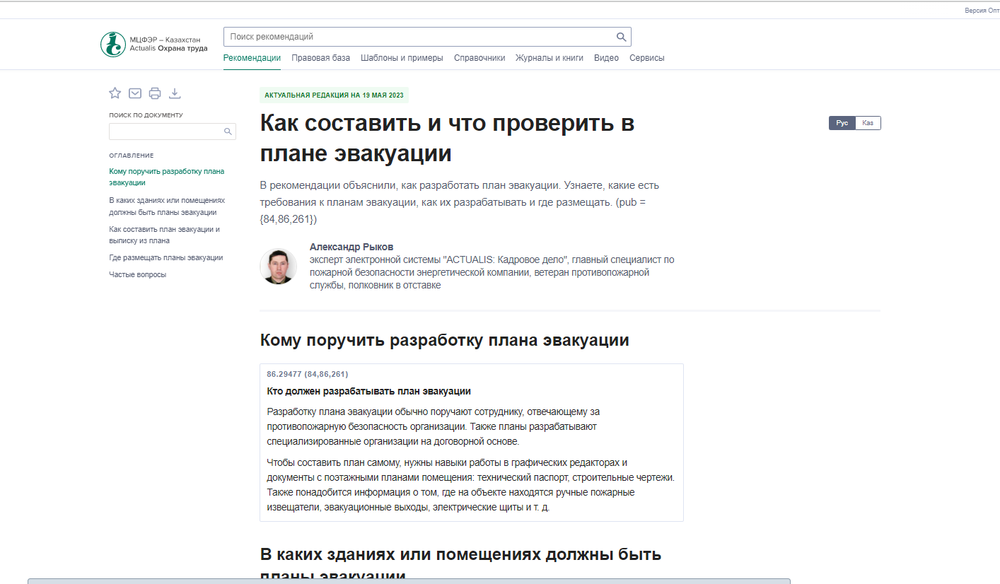 Версия Опт
МЦФЭР – Казахстан
Actualis Охрана труда
Поиск рекомендаций
Рекомендации Правовая база Шаблоны и примеры Справочники Журналы и книги Видео Сервисы
ПОИСК ПО ДОКУМЕНТУ
ОГЛАВЛЕНИЕ
Кому поручить разработку плана
эвакуации
В каких зданиях или помещениях
должны быть планы эвакуации
Как составить план эвакуации и
выписку из плана
Где размещать планы эвакуации
Частые вопросы
АКТУАЛЬНАЯ РЕДАКЦИЯ НА 19 МАЯ 2023
Как составить и что проверить в
плане эвакуации
Рус Kas
В рекомендации объяснили, как разработать план эвакуации. Узнаете, какие есть
требования к планам эвакуации, как их разрабатывать и где размещать. (pub =
{84,86,261})
Александр Рыков
эксперт электронной системы "ACTUALIS: Кадровое дело", главный специалист по
пожарной безопасности энергетической компании, ветеран противопожарной
службы, полковник в отставке
Кому поручить разработку плана эвакуации
86.29477 (84,86,261)
Кто должен разрабатывать план эвакуации
Разработку плана эвакуации обычно поручают сотруднику, отвечающему за
противопожарную безопасность организации. Также планы разрабатывают
специализированные организации на договорной основе.
Чтобы составить план самому, нужны навыки работы в графических редакторах и
документы с поэтажными планами помещения: технический паспорт, строительные чертежи.
Также понадобится информация о том, где на объекте находятся ручные пожарные
извещатели, эвакуационные выходы, электрические щиты и т. д.
В каких зданиях или помещениях должны быть
планы эвакуации